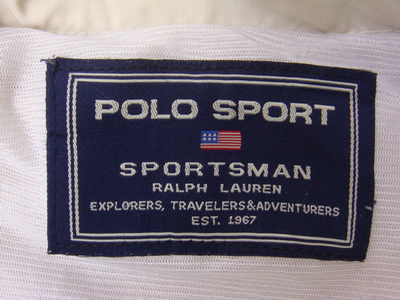 POLO SPORT
SPORTSMAN
RALPH LAUREN
EXPLORERS, TRAVELERS&ADVENTURERS
EST. 1967